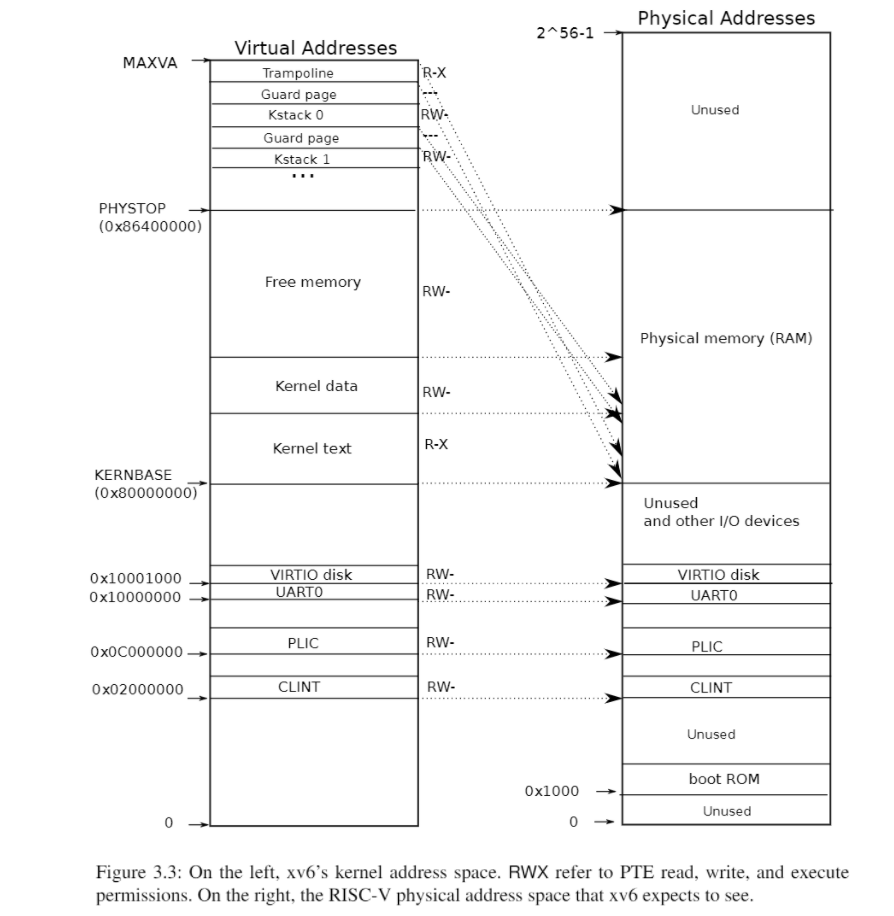 Physical Addresses
2^56-1
Virtual Addresses
MAXVA
Trampoline
R-X
Guard page
---
Unused
Kstack 0
RW-
Guard page
---
Kstack 1
RW-
...
PHYSTOP
(0x86400000)
Free memory
RW-
Physical memory (RAM)
Kernel data
RW-
Kernel text
R-X
KERNBASE
(0x80000000)
Unused
and other I/O devices
0x10001000
VIRTIO disk
RW-
VIRTIO disk
0x10000000
UART0
RW-
UART0
0x0C000000
PLIC
RW-
PLIC
0x02000000
CLINT
RW-
CLINT
Unused
boot ROM
0x1000
Unused
0
0
Figure 3.3: On the left, xv6's kernel address space. RWX refer to PTE read, write, and execute
permissions. On the right, the RISC-V physical address space that xv6 expects to see.